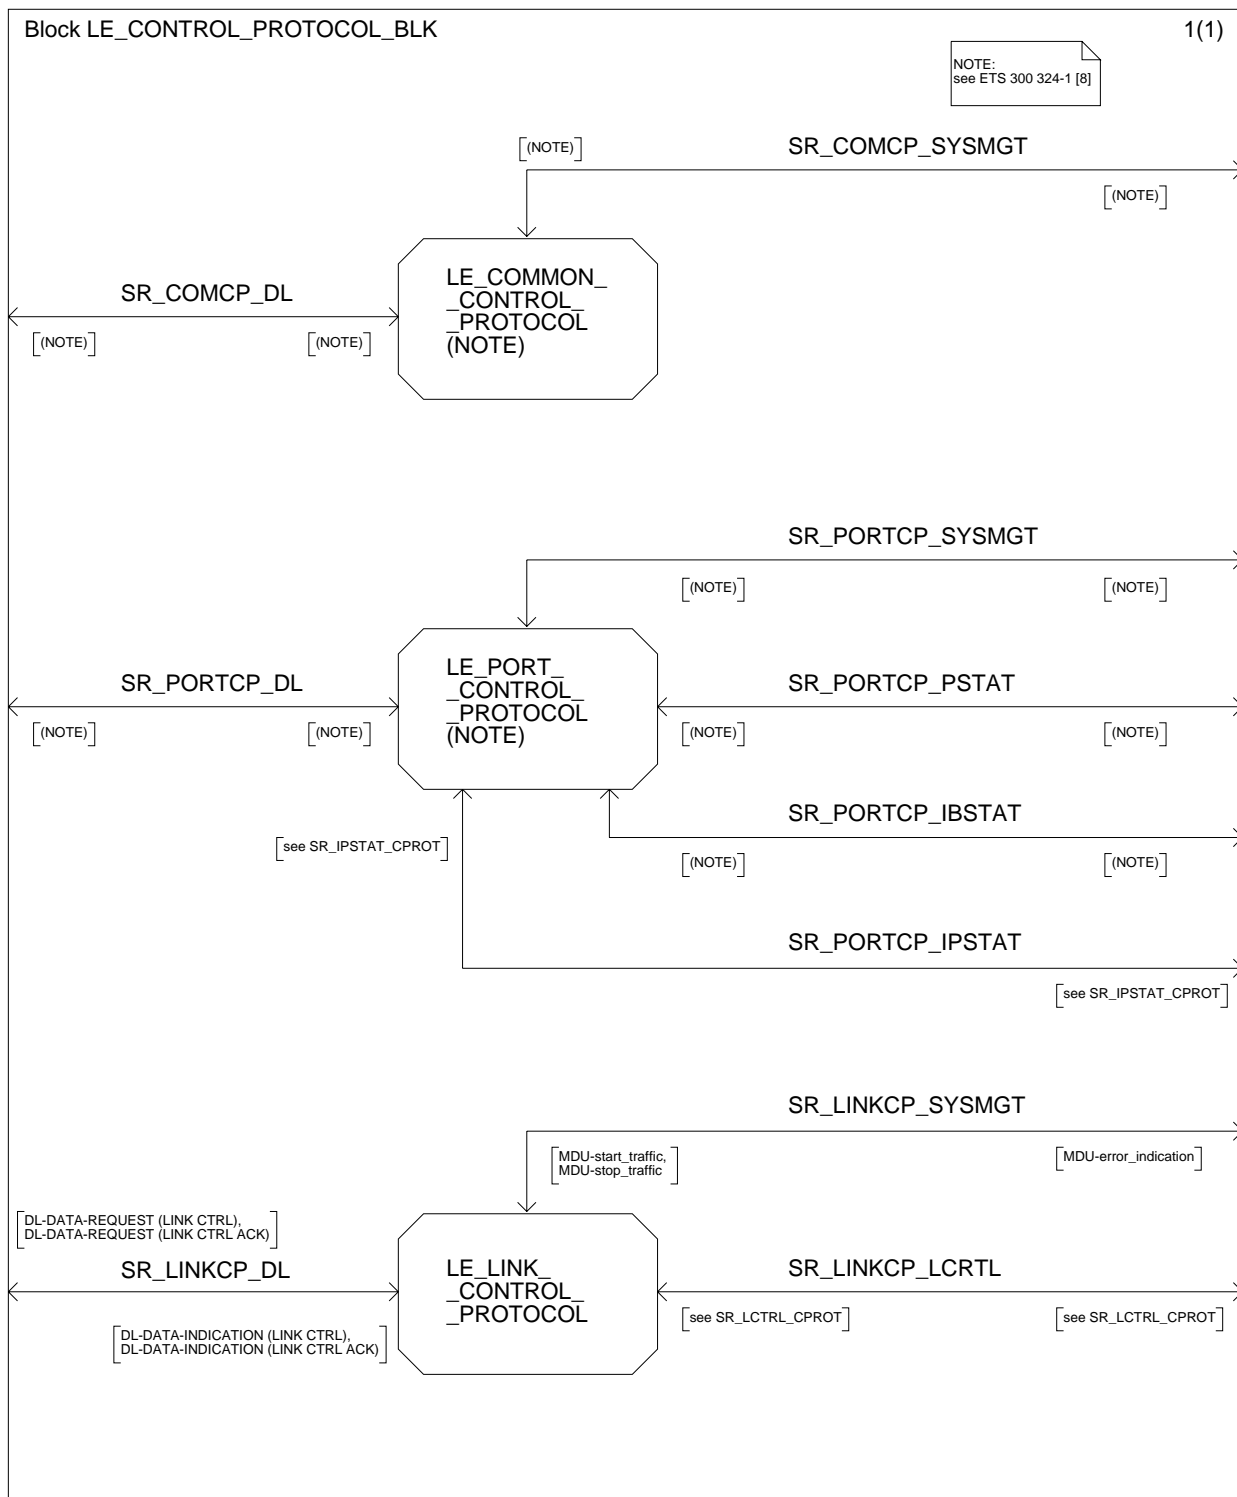 Block LE_CONTROL_PROTOCOL_BLK
1(1)
NOTE:
see ETS 300 324-1 [8]
(NOTE)
SR_COMCP_SYSMGT
(NOTE)
LE_COMMON_
_CONTROL_
_PROTOCOL
(NOTE)
SR_COMCP_DL
(NOTE)
(NOTE)
SR_PORTCP_SYSMGT
(NOTE)
(NOTE)
LE_PORT_
_CONTROL_
_PROTOCOL
(NOTE)
SR_PORTCP_DL
(NOTE)
(NOTE)
SR_PORTCP_PSTAT
(NOTE)
(NOTE)
SR_PORTCP_IBSTAT
(NOTE)
(NOTE)
see SR_IPSTAT_CPROT
SR_PORTCP_IPSTAT
see SR_IPSTAT_CPROT
SR_LINKCP_SYSMGT
MDU-start_traffic,
MDU-stop_traffic
MDU-error_indication
DL-DATA-REQUEST (LINK CTRL),
DL-DATA-REQUEST (LINK CTRL ACK)
SR_LINKCP_DL
DL-DATA-INDICATION (LINK CTRL),
DL-DATA-INDICATION (LINK CTRL ACK)
LE_LINK_
_CONTROL_
_PROTOCOL
SR_LINKCP_LCRTL
see SR_LCTRL_CPROT
see SR_LCTRL_CPROT